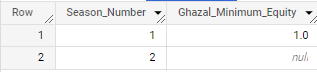 Row Season_Number Ghazal_Minimum_Equity
1 1 1.0
2 2 null